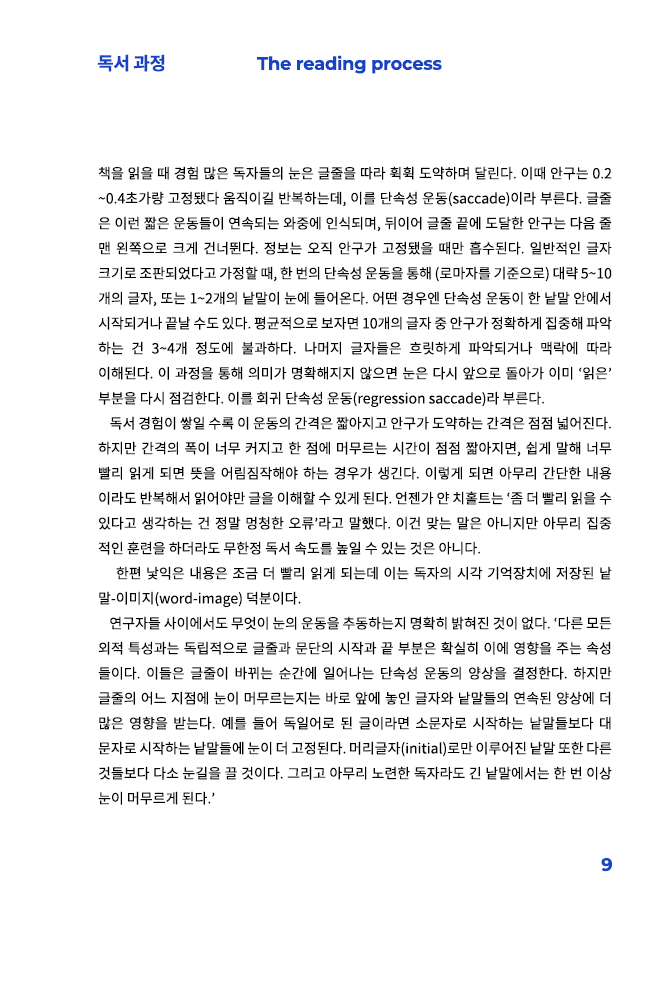 독서 과정 The reading process
책을 읽을 때 경험 많은 독자들의 눈은 글줄을 따라 획획 도약하며 달린다. 이때 안구는 0.2
~0.4초가량 고정됐다 움직이길 반복하는데, 이를 단속성 운동(saccade)이라 부른다. 글줄
은 이런 짧은 운동들이 연속되는 와중에 인식되며, 뒤이어 글줄 끝에 도달한 안구는 다음 줄
맨 왼쪽으로 크게 건너뛴다. 정보는 오직 안구가 고정됐을 때만 흡수된다. 일반적인 글자
크기로 조판되었다고 가정할 때, 한 번의 단속성 운동을 통해 (로마자를 기준으로) 대략 5~10
개의 글자, 또는 1~2개의 낱말이 눈에 들어온다. 어떤 경우엔 단속성 운동이 한 낱말 안에서
시작되거나 끝날 수도 있다. 평균적으로 보자면 10개의 글자 중 안구가 정확하게 집중해 파악
하는 건 3~4개 정도에 불과하다. 나머지 글자들은 흐릿하게 파악되거나 맥락에 따라
이해된다. 이 과정을 통해 의미가 명확해지지 않으면 눈은 다시 앞으로 돌아가 이미 ‘읽은’
부분을 다시 점검한다. 이를 회귀 단속성 운동(regression saccade)라 부른다.
독서 경험이 쌓일 수록 이 운동의 간격은 짧아지고 안구가 도약하는 간격은 점점 넓어진다.
하지만 간격의 폭이 너무 커지고 한 점에 머무르는 시간이 점점 짧아지면, 쉽게 말해 너무
빨리 읽게 되면 뜻을 어림짐작해야 하는 경우가 생긴다. 이렇게 되면 아무리 간단한 내용
이라도 반복해서 읽어야만 글을 이해할 수 있게 된다. 언젠가 얀 치홀트는 ‘좀 더 빨리 읽을 수
있다고 생각하는 건 정말 멍청한 오류’라고 말했다. 이건 맞는 말은 아니지만 아무리 집중
적인 훈련을 하더라도 무한정 독서 속도를 높일 수 있는 것은 아니다.
한편 낯익은 내용은 조금 더 빨리 읽게 되는데 이는 독자의 시각 기억장치에 저장된 낱
말-이미지(word-image) 덕분이다.
연구자들 사이에서도 무엇이 눈의 운동을 추동하는지 명확히 밝혀진 것이 없다. ‘다른 모든
외적 특성과는 독립적으로 글줄과 문단의 시작과 끝 부분은 확실히 이에 영향을 주는 속성
들이다. 이들은 글줄이 바뀌는 순간에 일어나는 단속성 운동의 양상을 결정한다. 하지만
글줄의 어느 지점에 눈이 머무르는지는 바로 앞에 놓인 글자와 낱말들의 연속된 양상에 더
많은 영향을 받는다. 예를 들어 독일어로 된 글이라면 소문자로 시작하는 낱말들보다 대
문자로 시작하는 낱말들에 눈이 더 고정된다. 머리글자(initial)로만 이루어진 낱말 또한 다른
것들보다 다소 눈길을 끌 것이다. 그리고 아무리 노련한 독자라도 긴 낱말에서는 한 번 이상
눈이 머무르게 된다.’
9